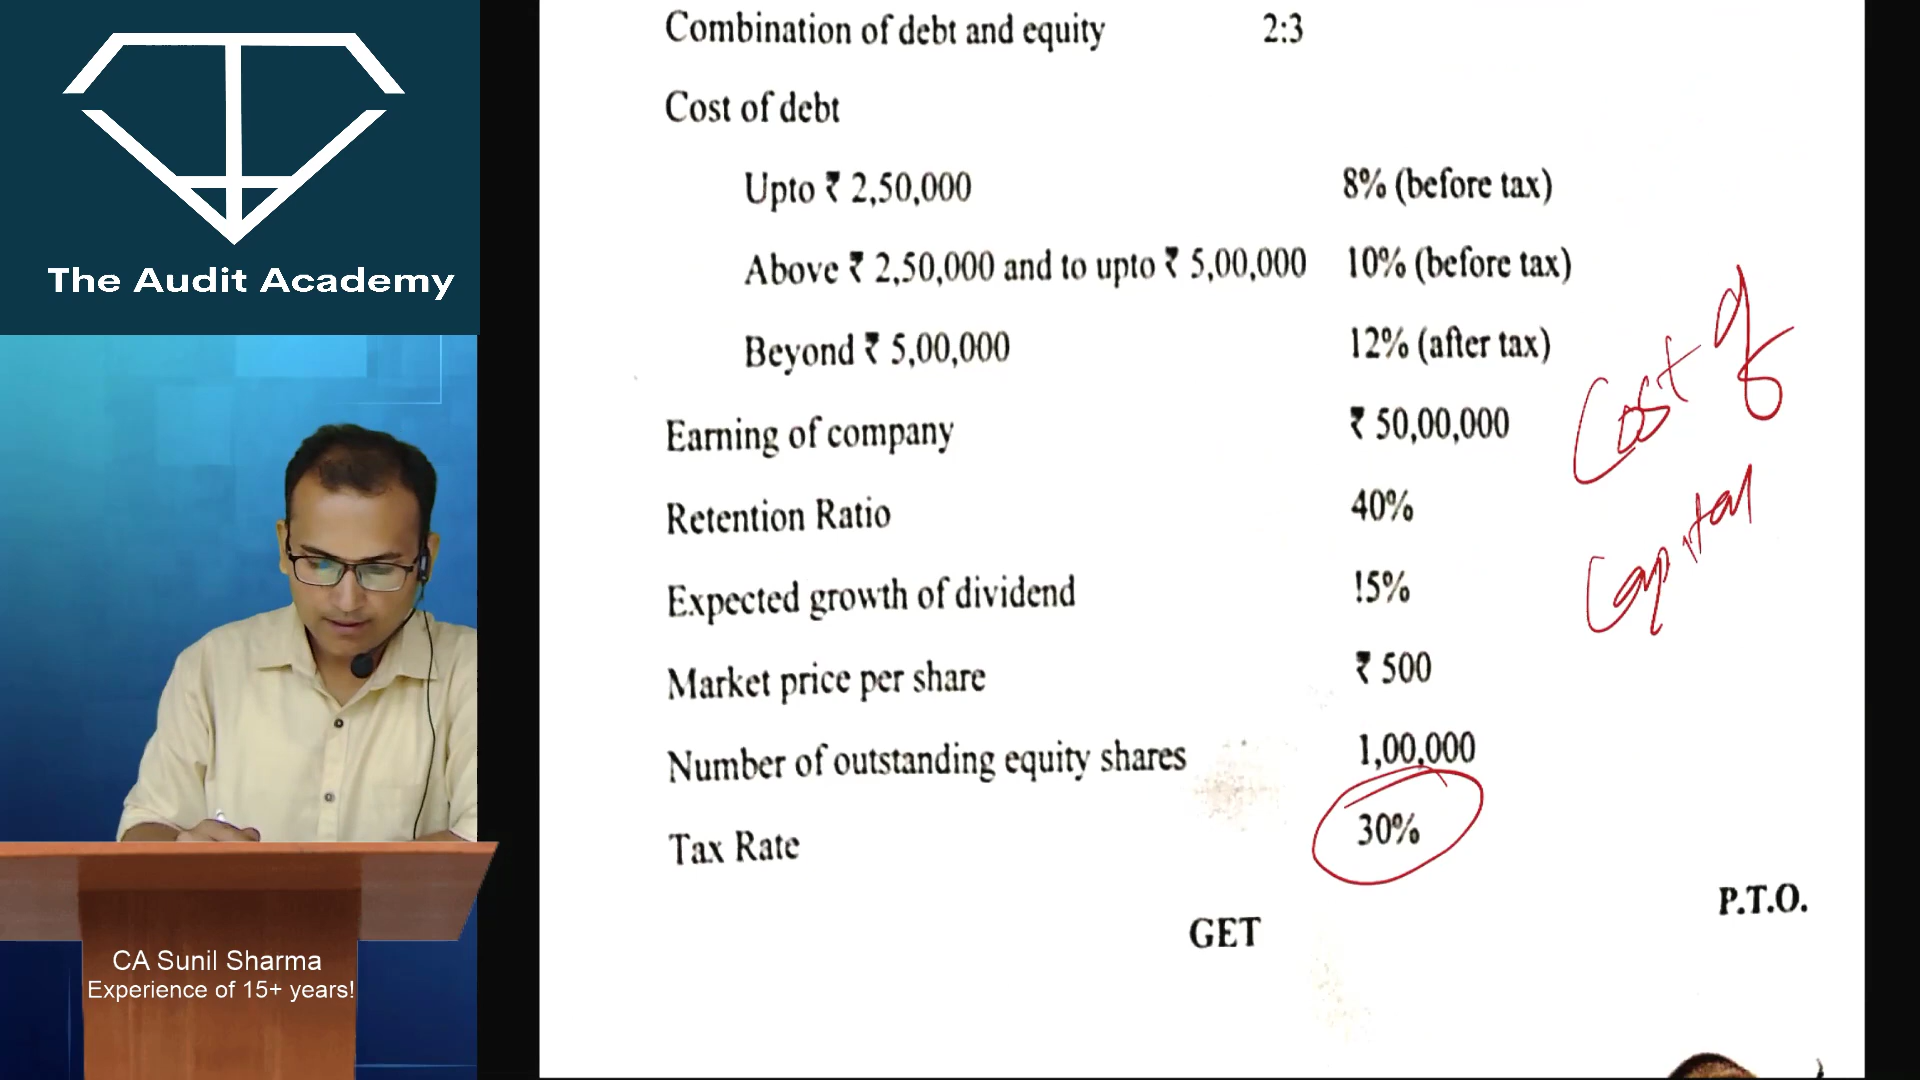 The Audit Academy
CA Sunil Sharma
Experience of 15+ years!
Combination of debt and equity 2:3
Cost of debt
Upto ₹ 2,50,000 8% (before tax)
Above ₹ 2,50,000 and to upto ₹ 5,00,000 10% (before tax)
Beyond ₹ 5,00,000 12% (after tax)
Earning of company ₹ 50,00,000
Retention Ratio 40%
Expected growth of dividend !5%
Market price per share ₹ 500
Number of outstanding equity shares 1,00,000
Tax Rate 30%
GET
P.T.O.
Cost of
Capital